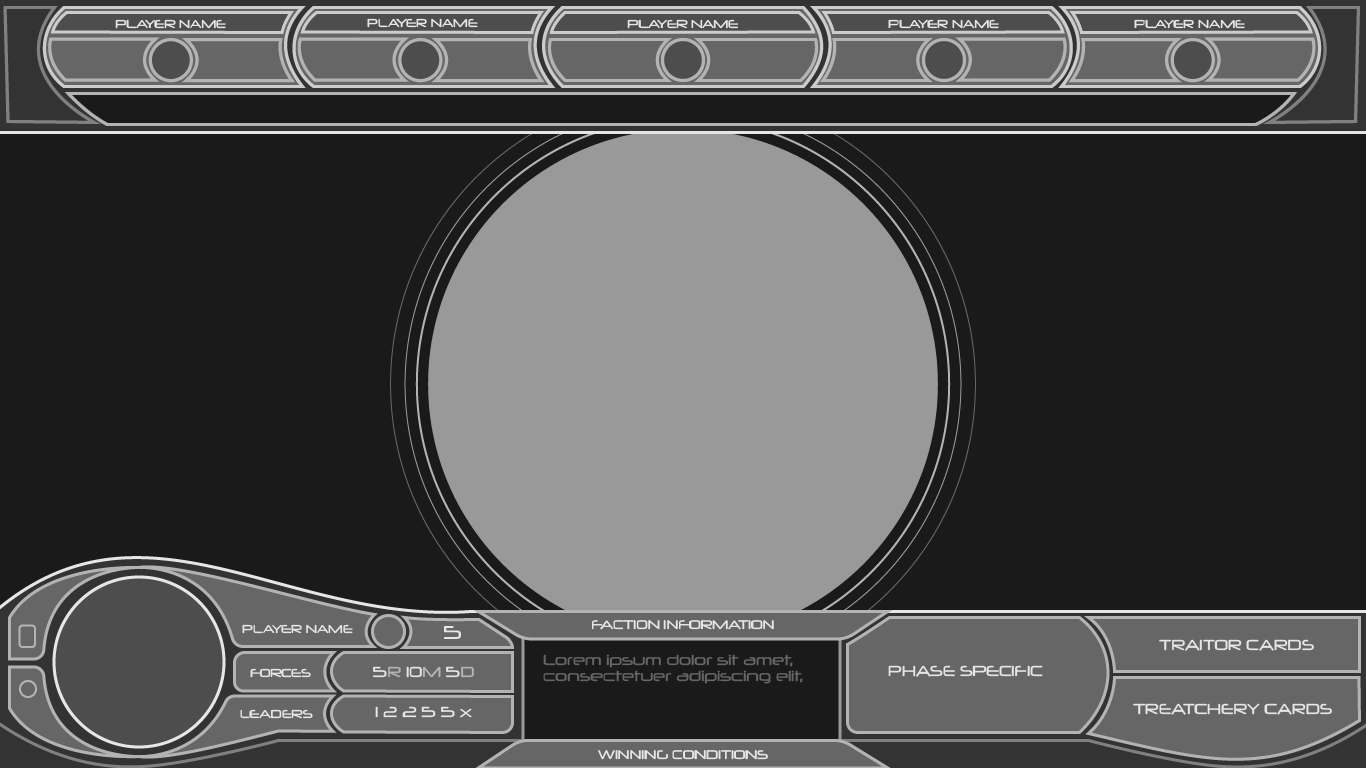 PLAYER NAME
PLAYER NAME
PLAYER NAME
PLAYER NAME
PLAYER NAME
PLAYER NAME
5
FORCES
5R 10M 5D
LEADERS
1 2 2 5 5 x
FACTION INFORMATION
Lorem ipsum dolor sit amet,
consectetuer adipiscing elit,
WINNING CONDITIONS
PHASE SPECIFIC
TRAITOR CARDS
TREATCHERY CARDS